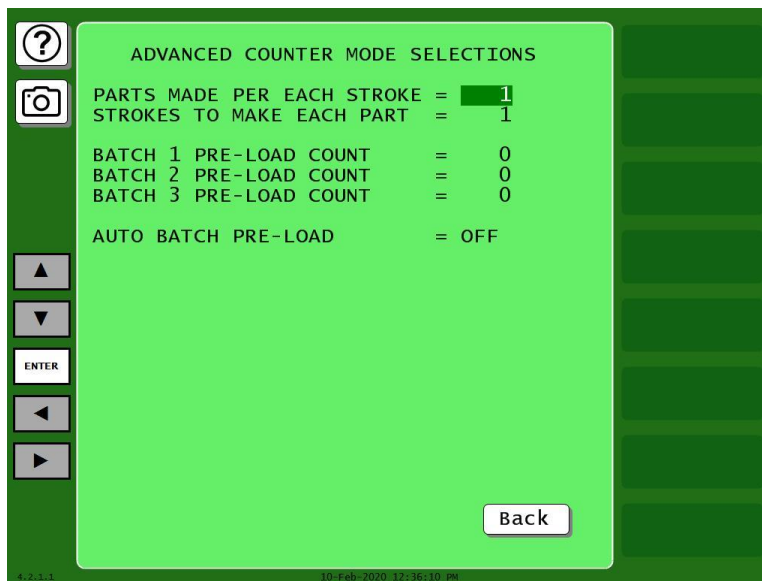 ADVANCED COUNTER MODE SELECTIONS
PARTS MADE PER EACH STROKE = 1
STROKES TO MAKE EACH PART = 1
BATCH 1 PRE-LOAD COUNT = 0
BATCH 2 PRE-LOAD COUNT = 0
BATCH 3 PRE-LOAD COUNT = 0
AUTO BATCH PRE-LOAD = OFF
ENTER
Back
4.2.1.1
10-Feb-2020 12:36:10 PM